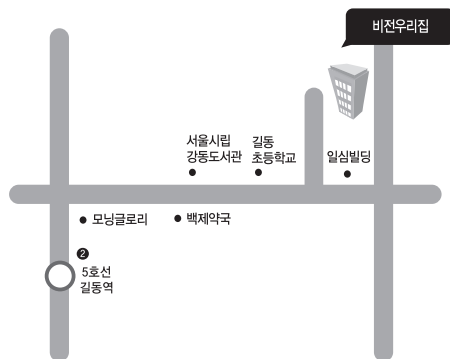 비전우리집
서울시립
강동도서관
길동
초등학교
일심빌딩
모닝글로리
백제약국
2
5호선
길동역